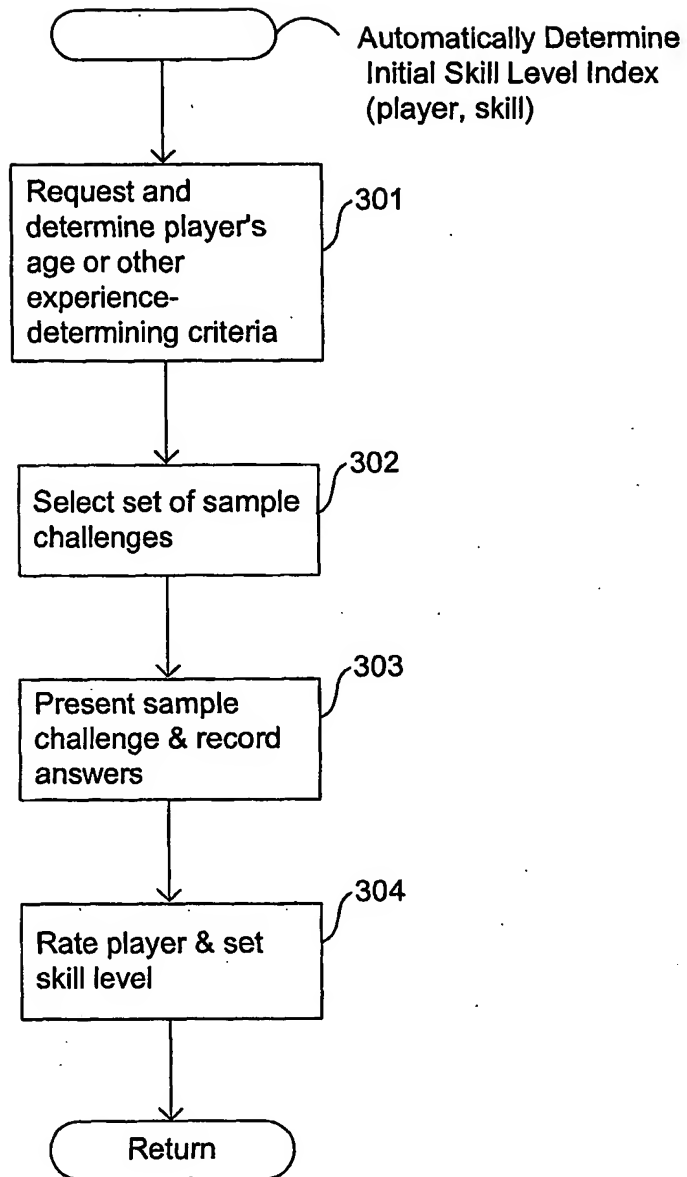 Automatically Determine
Initial Skill Level Index
(player, skill)
Request and
determine player's
age or other
experience-
determining criteria
301
Select set of sample
challenges
302
Present sample
challenge & record
answers
303
Rate player & set
skill level
304
Return